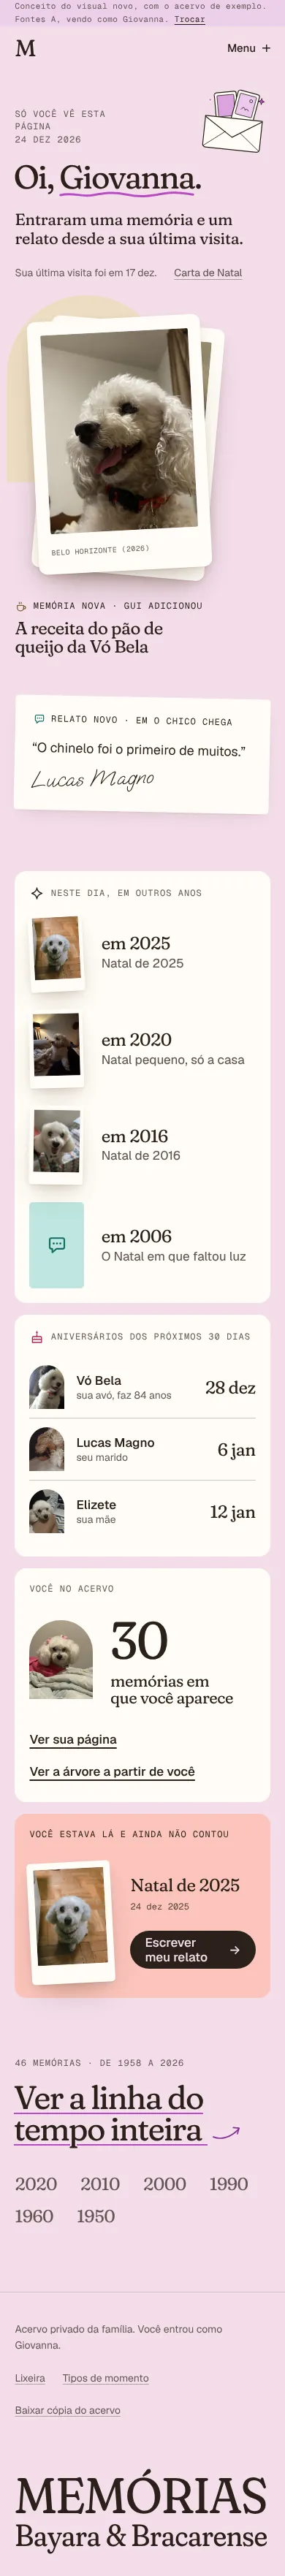 Conceito do visual novo, com o acervo de exemplo.
Fontes A, vendo como Giovanna. Trocar
M
Menu +
SÓ VOCÊ VÊ ESTA
PÁGINA
24 DEZ 2026
Oi, Giovanna.
Entraram uma memória e um
relato desde a sua última visita.
Sua última visita foi em 17 dez. Carta de Natal
BELO HORIZONTE (2026)
MEMÓRIA NOVA · GUI ADICIONOU
A receita do pão de
queijo da Vó Bela
RELATO NOVO · EM O CHICO CHEGA
“O chinelo foi o primeiro de muitos.”
Lucas Magno
NESTE DIA, EM OUTROS ANOS
em 2025
Natal de 2025
em 2020
Natal pequeno, só a casa
em 2016
Natal de 2016
em 2006
O Natal em que faltou luz
ANIVERSÁRIOS DOS PRÓXIMOS 30 DIAS
Vó Bela
sua avó, faz 84 anos
28 dez
Lucas Magno
seu marido
6 jan
Elizete
sua mãe
12 jan
VOCÊ NO ACERVO
30
memórias em
que você aparece
Ver sua página
Ver a árvore a partir de você
VOCÊ ESTAVA LÁ E AINDA NÃO CONTOU
Natal de 2025
24 dez 2025
Escrever
meu relato →
46 MEMÓRIAS · DE 1958 A 2026
Ver a linha do
tempo inteira
2020 2010 2000 1990
1960 1950
Acervo privado da família. Você entrou como
Giovanna.
Lixeira Tipos de momento
Baixar cópia do acervo
MEMÓRIAS
Bayara & Bracarense